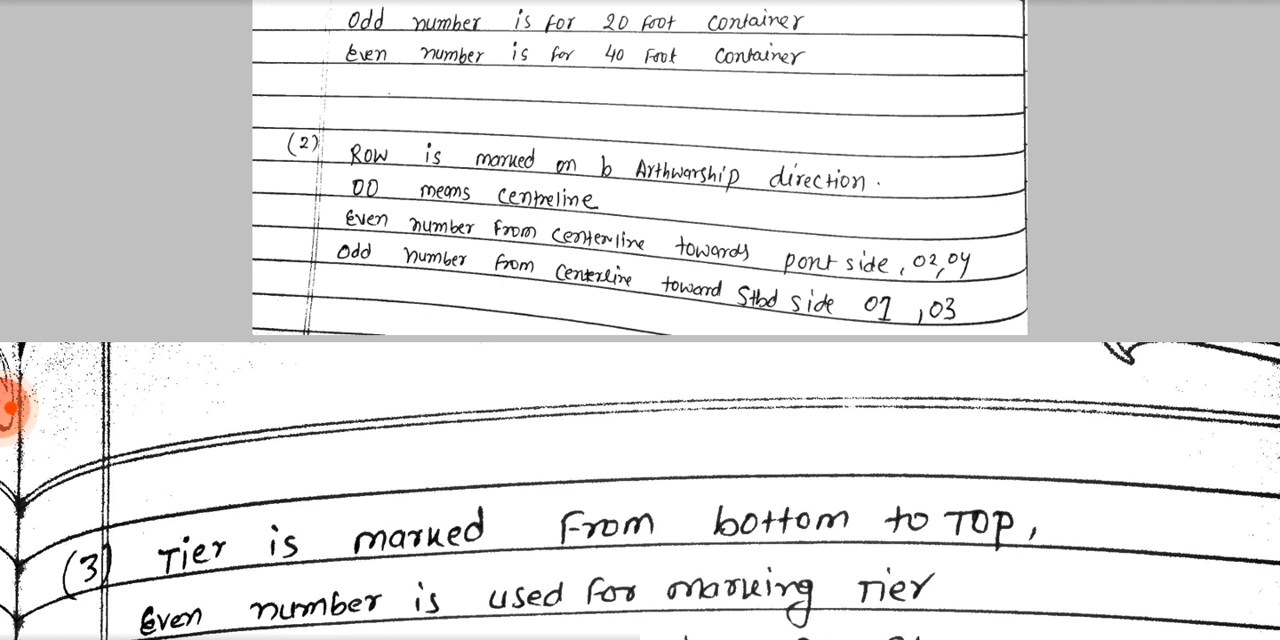 Odd number is for 20 Foot Container
Even number is for 40 Foot Container
(2) Row is marked on b Arthwarship direction.
00 means centreline
Even number from centerline towards port side, 02,04
Odd number from Centerline toward Stbd side 01, 03
(3) Tier is marked From bottom to TOP,
Even number is used for marking Tier